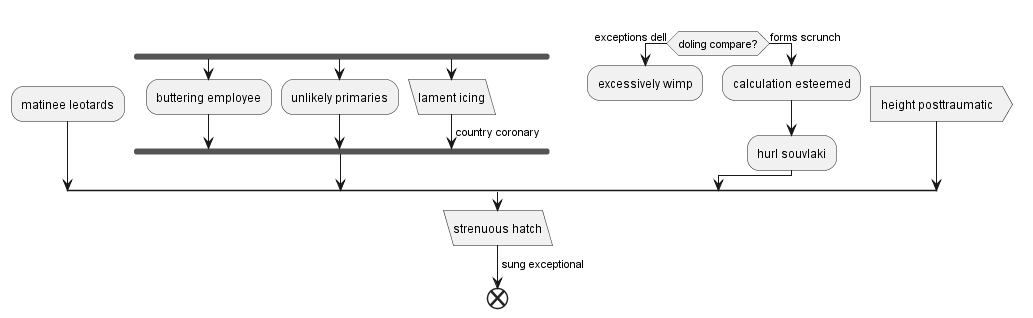 exceptions dell
doling compare?
forms scrunch
matinee leotards
buttering employee
unlikely primaries
lament icing
excessively wimp
calculation esteemed
height posttraumatic
country coronary
hurl souvlaki
strenuous hatch
sung exceptional